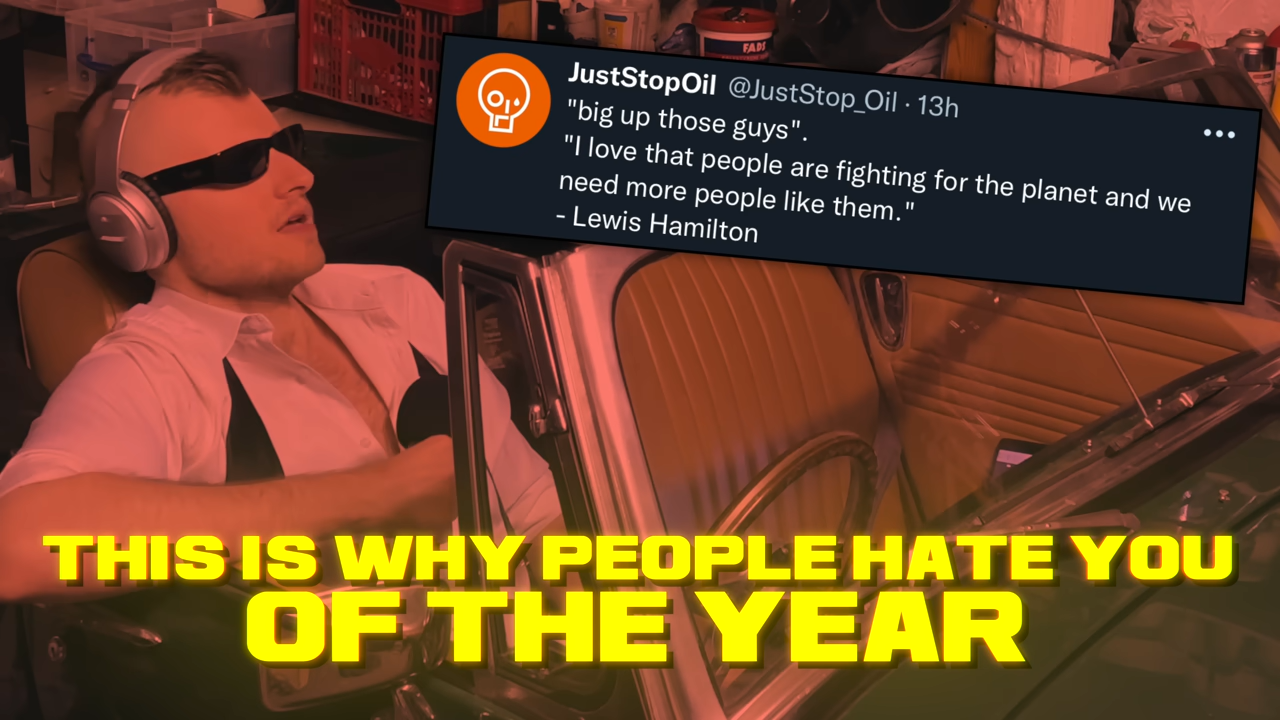 FADS
JustStopOil @JustStop_Oil · 13h
"big up those guys".
"I love that people are fighting for the planet and we
need more people like them."
- Lewis Hamilton
THIS IS WHY PEOPLE HATE YOU
OF THE YEAR